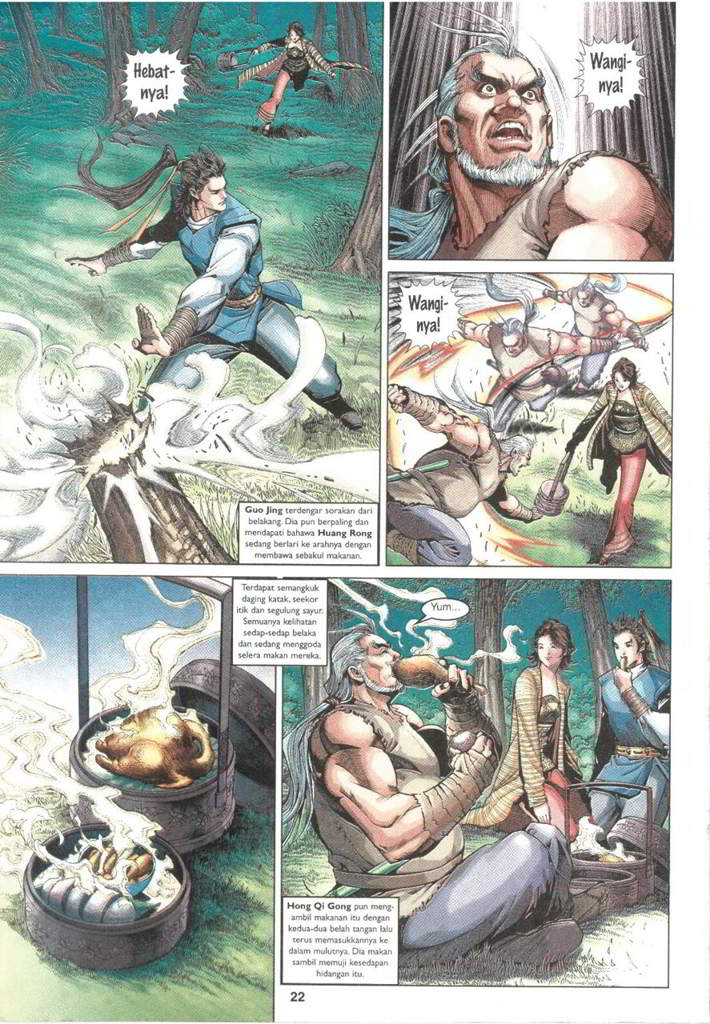 Hebat-
nya!
Guo Jing terdengar sorakan dari
belakang. Dia pun berpaling dan
mendapati bahawa Huang Rong
sedang berlari ke arahnya dengan
membawa sebakul makanan.
Wangi-
nya!
Wangi-
nya!
Terdapat semangkuk
daging katak, seekor
itik dan segulung sayur.
Semuanya kelihatan
sedap-sedap belaka
dan sedang menggoda
selera makan mereka.
Yum...
Hong Qi Gong pun meng-
ambil makanan itu dengan
kedua-dua belah tangan lalu
terus memasukkannya ke
dalam mulutnya. Dia makan
sambil memuji kesedapan
hidangan itu.
22